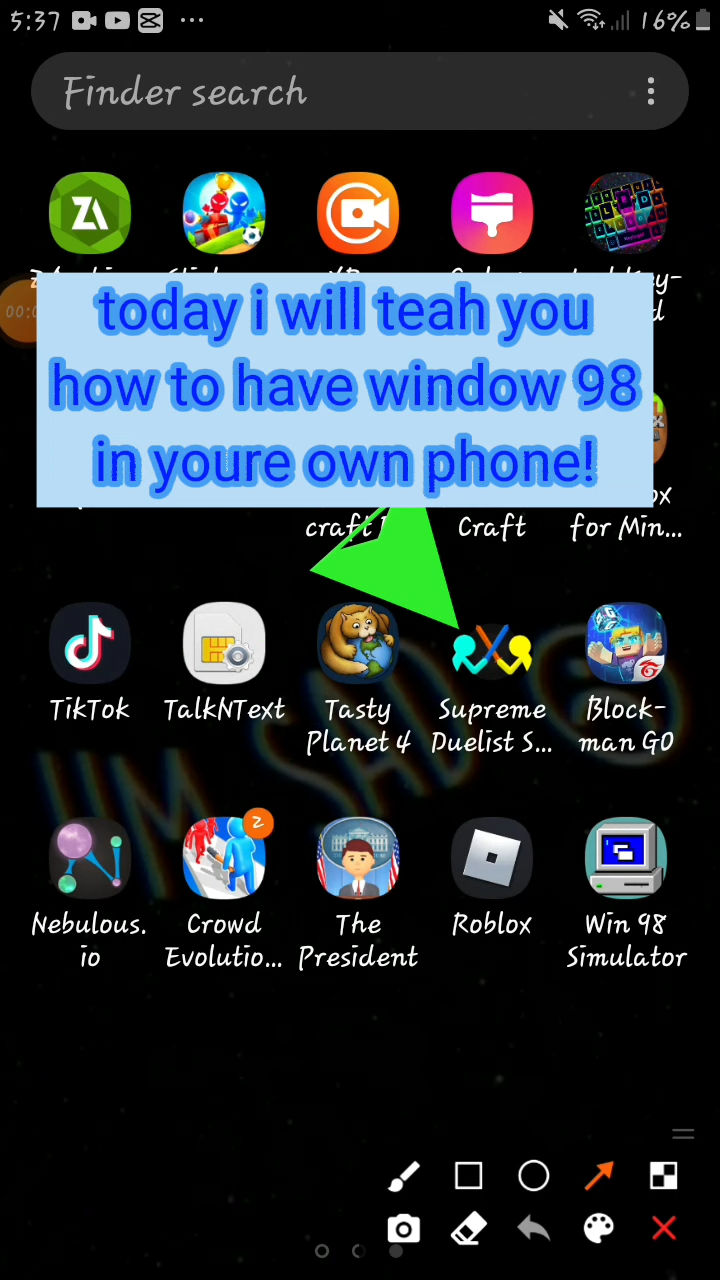 5:37
16%
Finder search
today i will teah you
how to have window 98
in youre own phone!
craft
Craft
for Min...
TikTok
TalkNText
Tasty
Planet 4
Supreme
Duelist S...
Block-
man GO
Nebulous.
io
Crowd
Evolutio...
2
The
President
Roblox
Win 98
Simulator